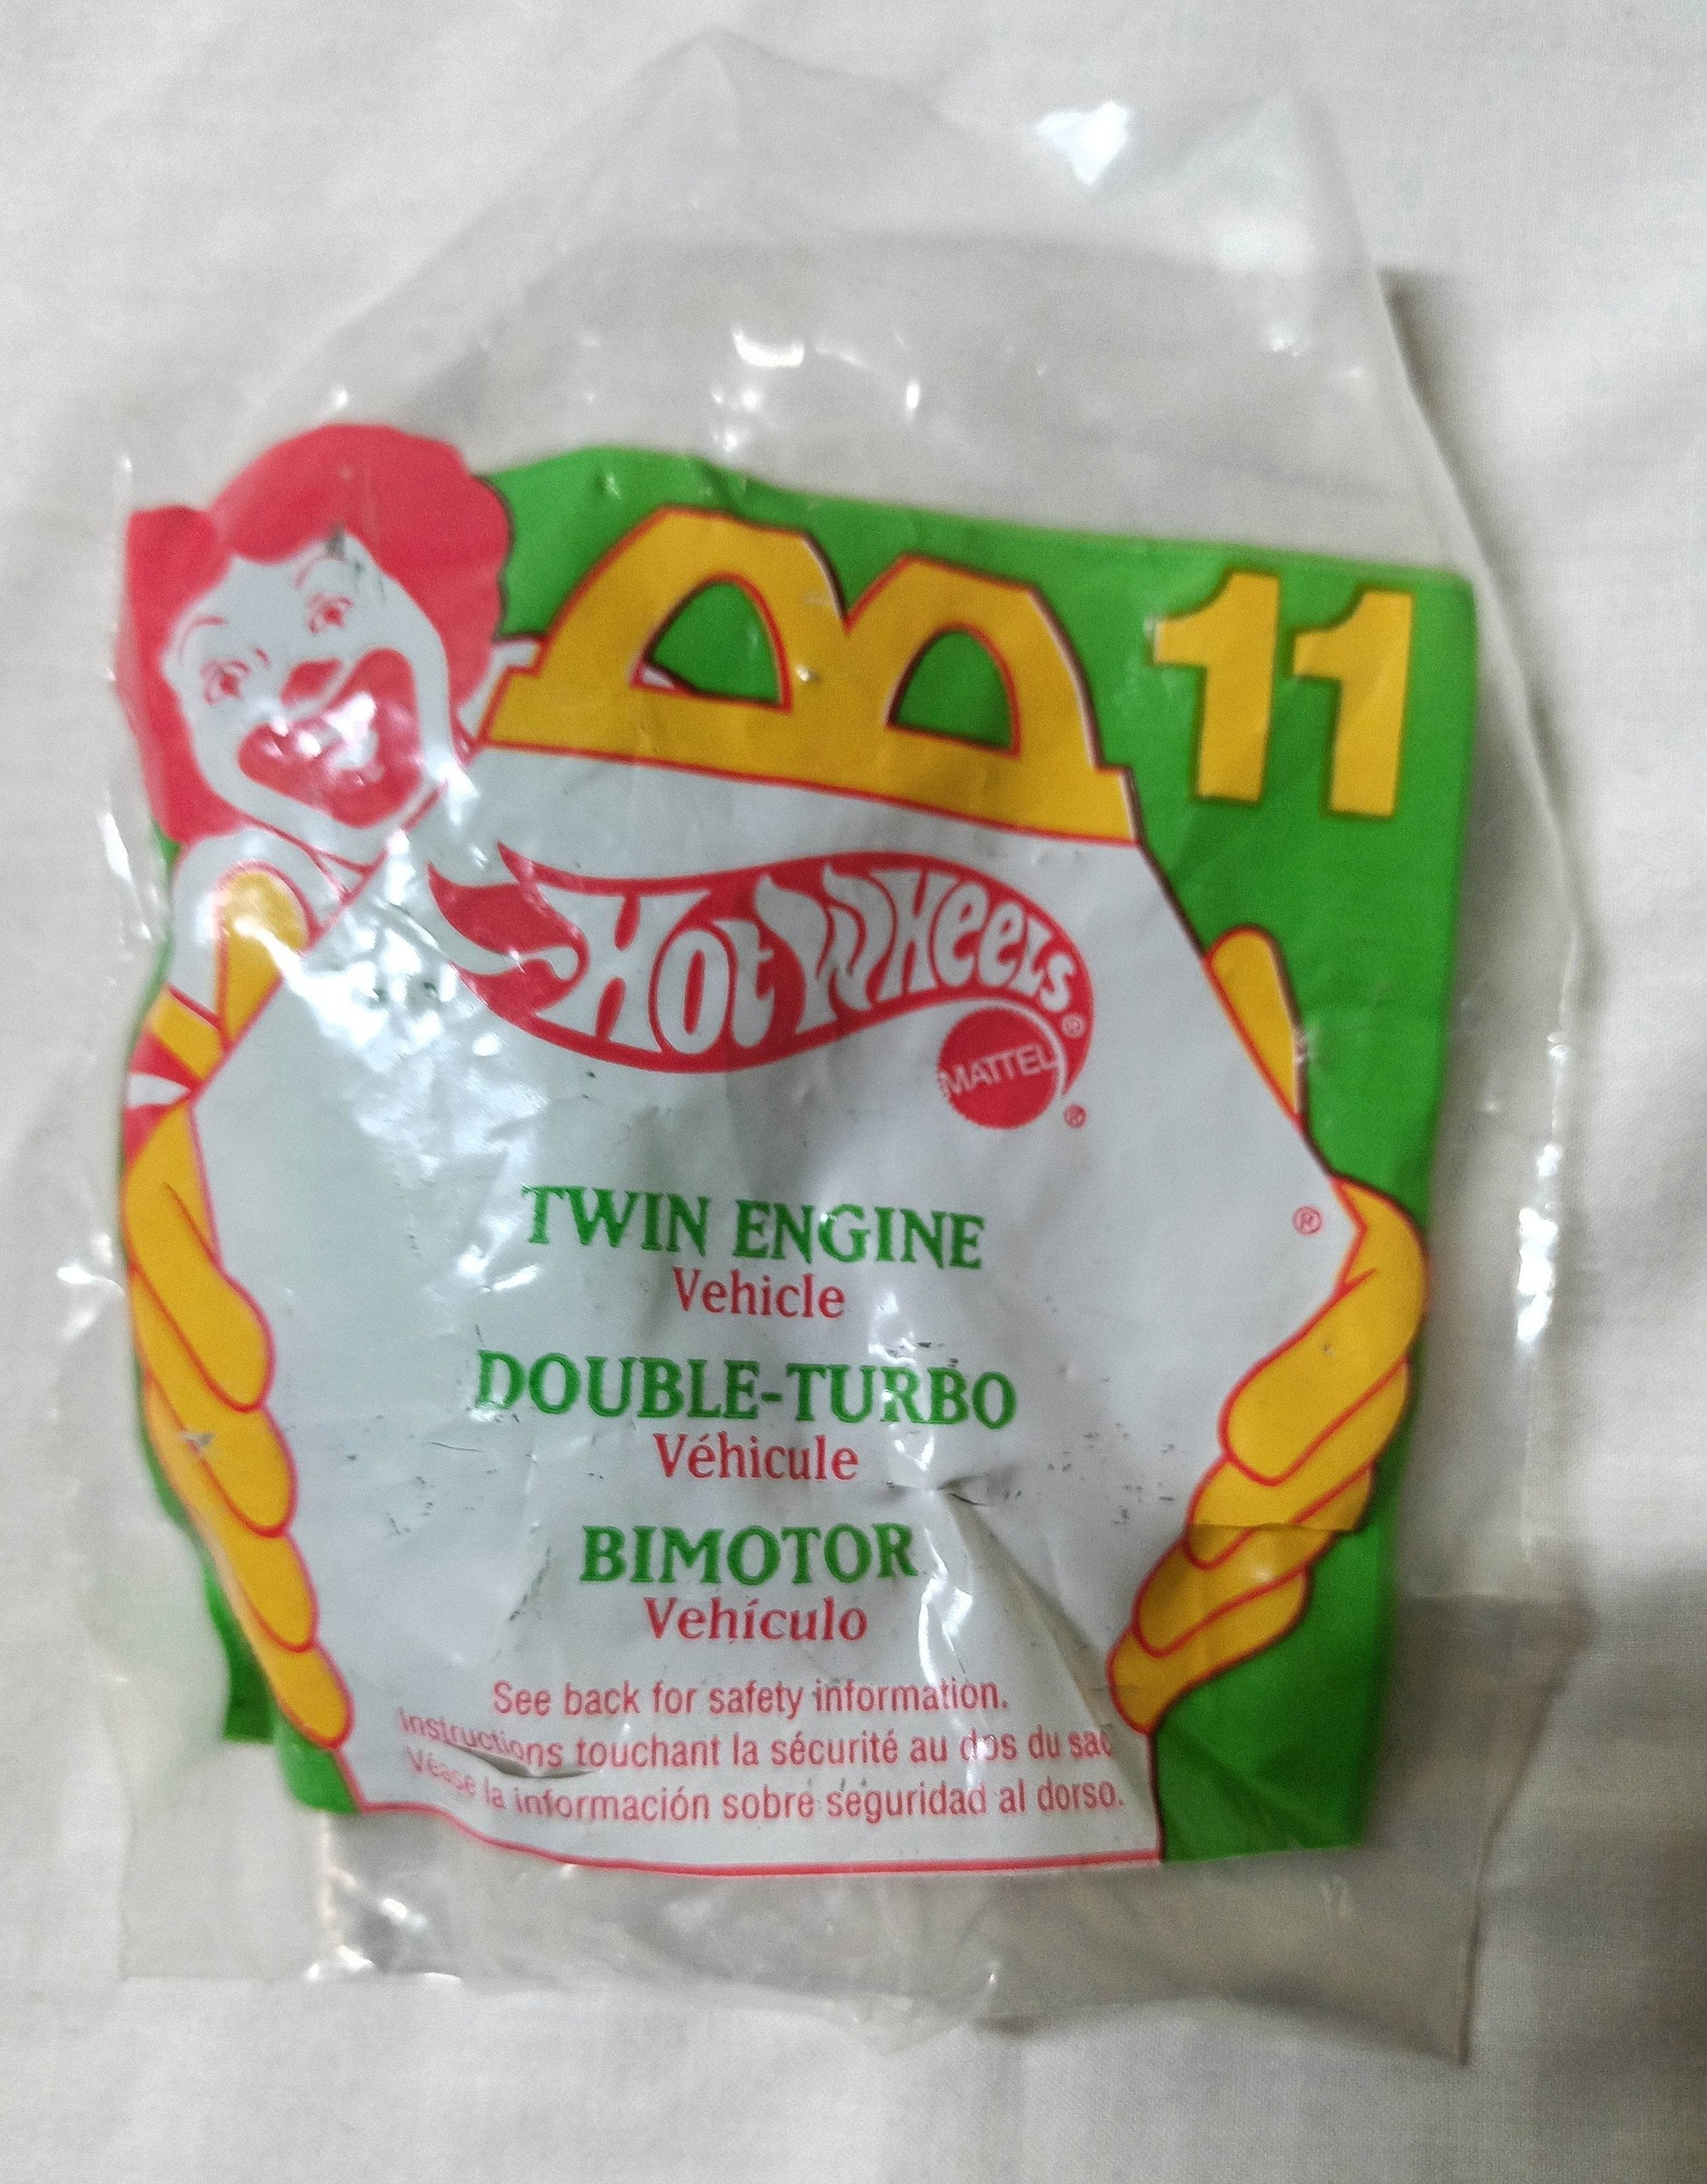 11
Hot Wheels®
MATTEL®
®
TWIN ENGINE
Vehicle
DOUBLE-TURBO
Véhicule
BIMOTOR
Vehículo
See back for safety information.
Instructions touchant la sécurité au dos du sac
Véase la información sobre seguridad al dorso.